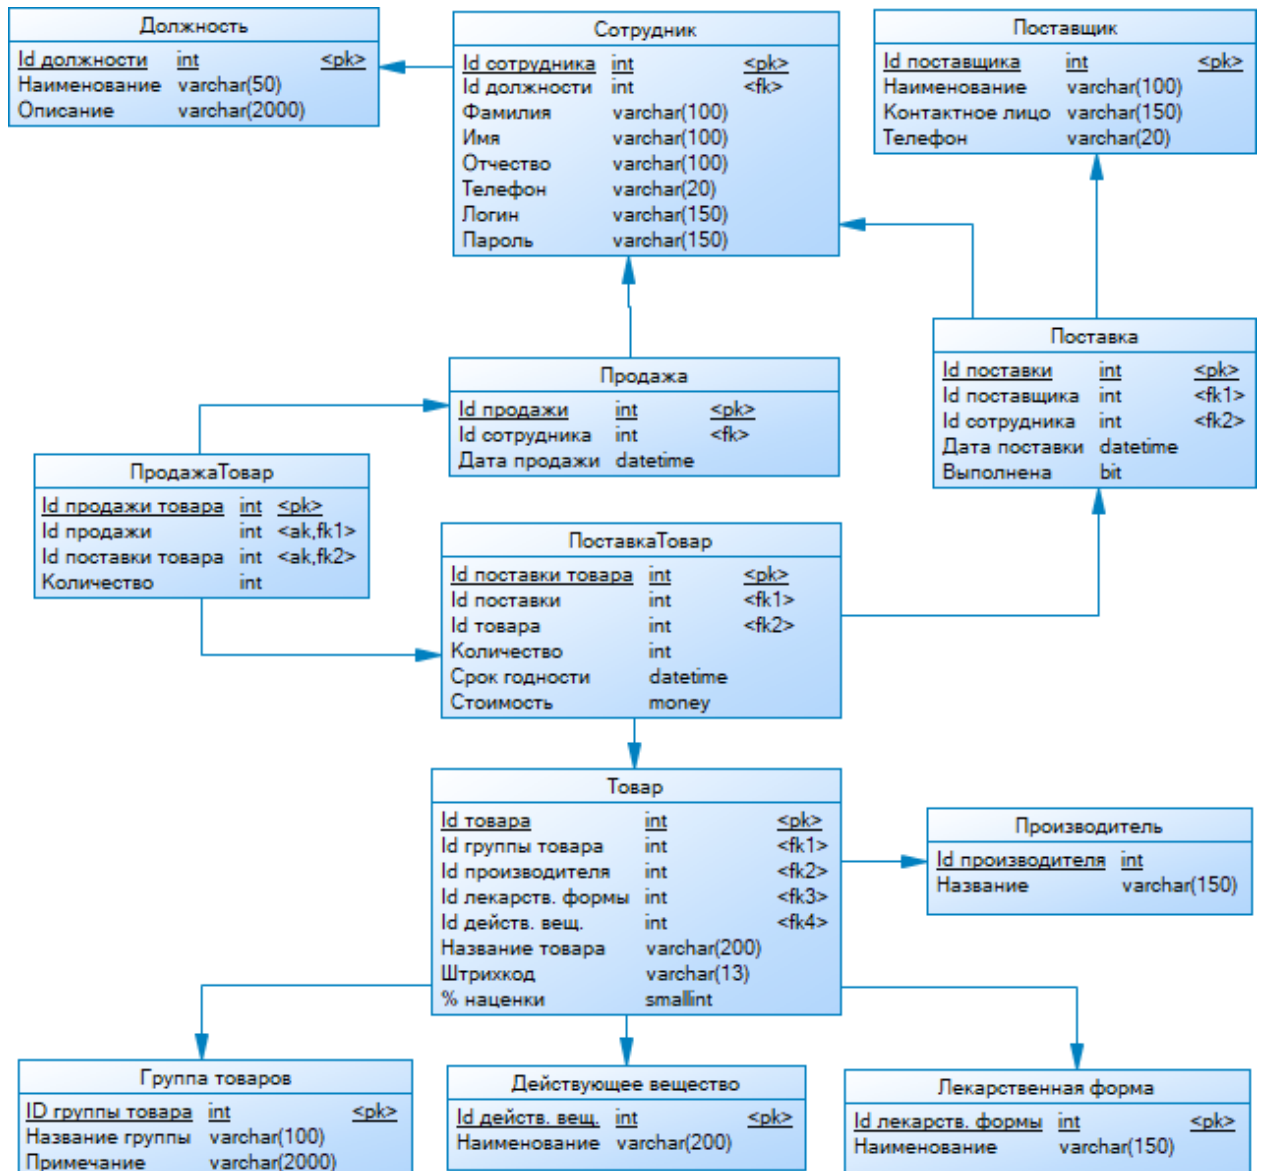 Должность
Id должности int <pk>
Наименование varchar(50)
Описание varchar(2000)
Сотрудник
Id сотрудника int <pk>
Id должности int <fk>
Фамилия varchar(100)
Имя varchar(100)
Отчество varchar(100)
Телефон varchar(20)
Логин varchar(150)
Пароль varchar(150)
Поставщик
Id поставщика int <pk>
Наименование varchar(100)
Контактное лицо varchar(150)
Телефон varchar(20)
Продажа
Id продажи int <pk>
Id сотрудника int <fk>
Дата продажи datetime
Поставка
Id поставки int <pk>
Id поставщика int <fk1>
Id сотрудника int <fk2>
Дата поставки datetime
Выполнена bit
ПродажаТовар
Id продажи товара int <pk>
Id продажи int <ak,fk1>
Id поставки товара int <ak,fk2>
Количество int
ПоставкаТовар
Id поставки товара int <pk>
Id поставки int <fk1>
Id товара int <fk2>
Количество int
Срок годности datetime
Стоимость money
Товар
Id товара int <pk>
Id группы товара int <fk1>
Id производителя int <fk2>
Id лекарств. формы int <fk3>
Id действ. вещ. int <fk4>
Название товара varchar(200)
Штрихкод varchar(13)
% наценки smallint
Производитель
Id производителя int
Название varchar(150)
Группа товаров
ID группы товара int <pk>
Название группы varchar(100)
Примечание varchar(2000)
Действующее вещество
Id действ. вещ. int <pk>
Наименование varchar(200)
Лекарственная форма
Id лекарств. формы int <pk>
Наименование varchar(150)